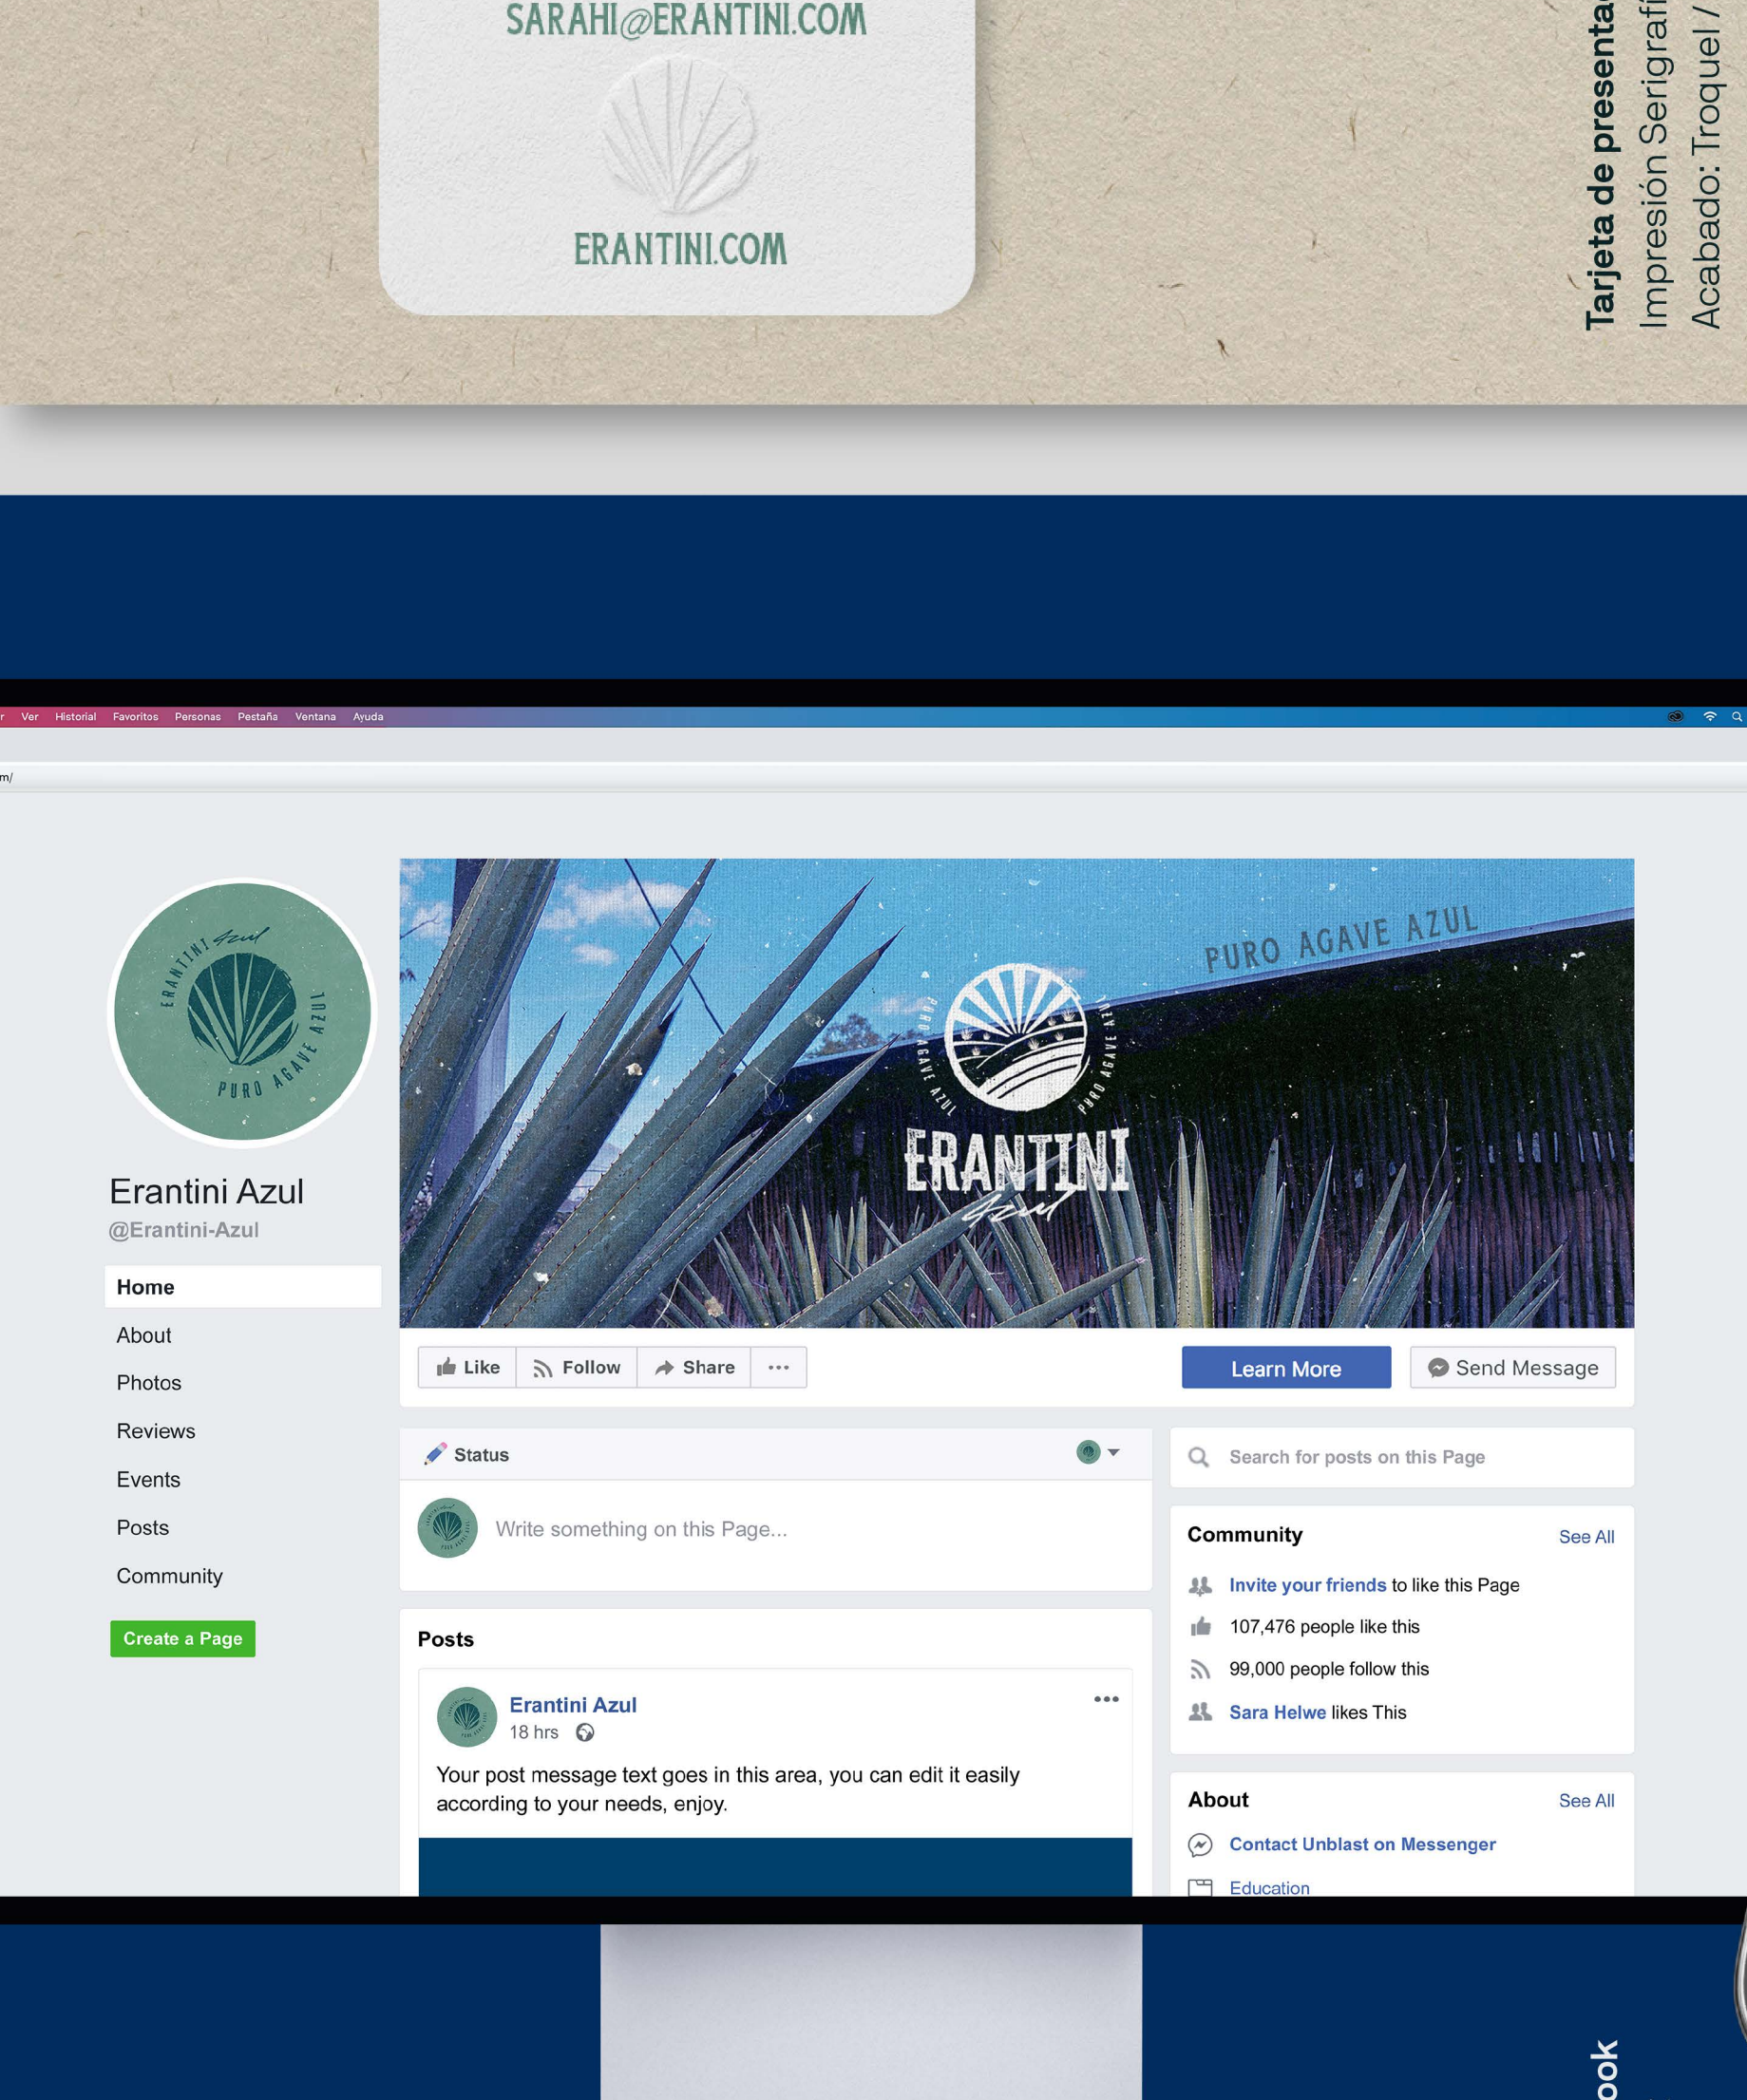 SARAHI@ERANTINI.COM
ERANTINI.COM
Tarjeta de presenta
Impresión Serigrafí
Acabado: Troquel /
r Ver Historial Favoritos Personas Pestaña Ventana Ayuda
m/
ERANTINI Azul
PURO AGAVE AZUL
PURO AGAVE AZUL
PURO AGAVE AZUL
PURO AGAVE AZUL
ERANTINI
Azul
Erantini Azul
@Erantini-Azul
Home
About
Photos
Reviews
Events
Posts
Community
Create a Page
Like Follow Share
Learn More Send Message
Status
Write something on this Page...
Posts
Erantini Azul
18 hrs
Your post message text goes in this area, you can edit it easily
according to your needs, enjoy.
Search for posts on this Page
Community See All
Invite your friends to like this Page
107,476 people like this
99,000 people follow this
Sara Helwe likes This
About See All
Contact Unblast on Messenger
Education
ook